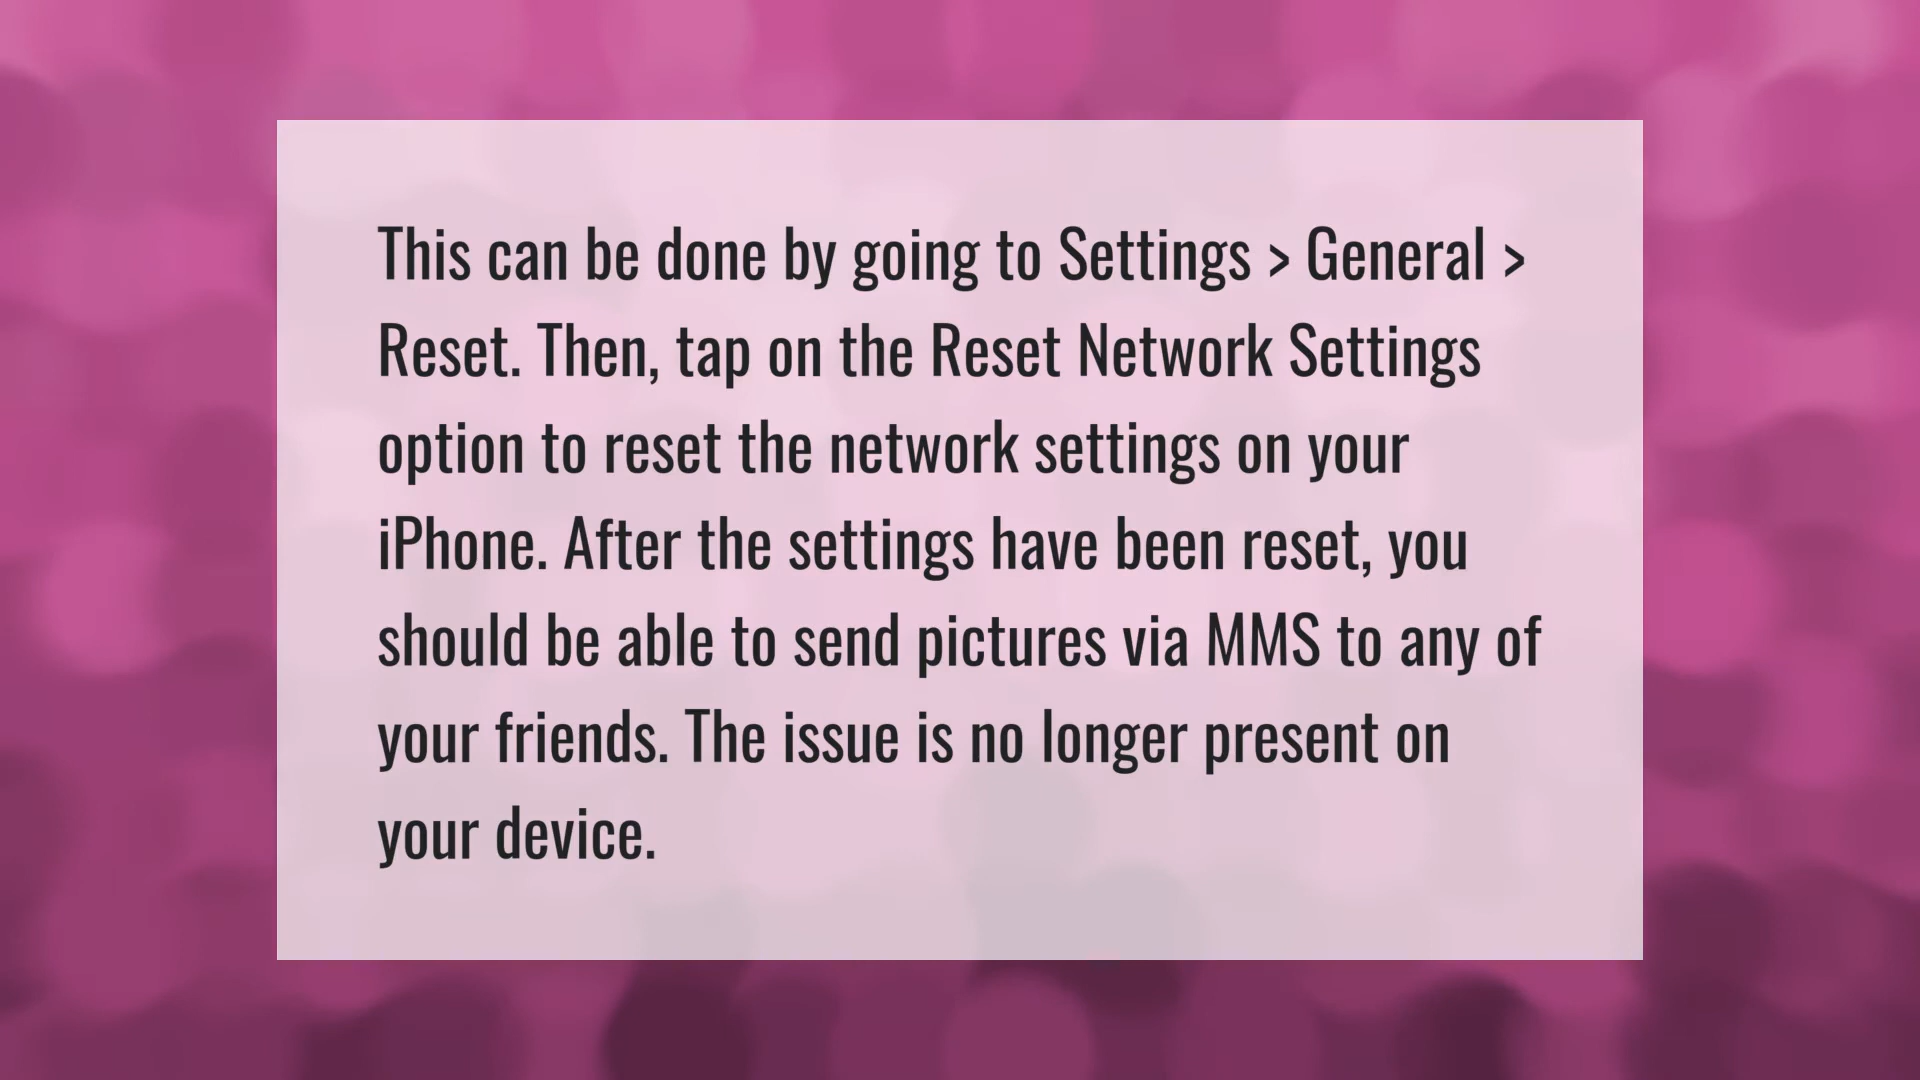 This can be done by going to Settings > General >
Reset. Then, tap on the Reset Network Settings
option to reset the network settings on your
iPhone. After the settings have been reset, you
should be able to send pictures via MMS to any of
your friends. The issue is no longer present on
your device.